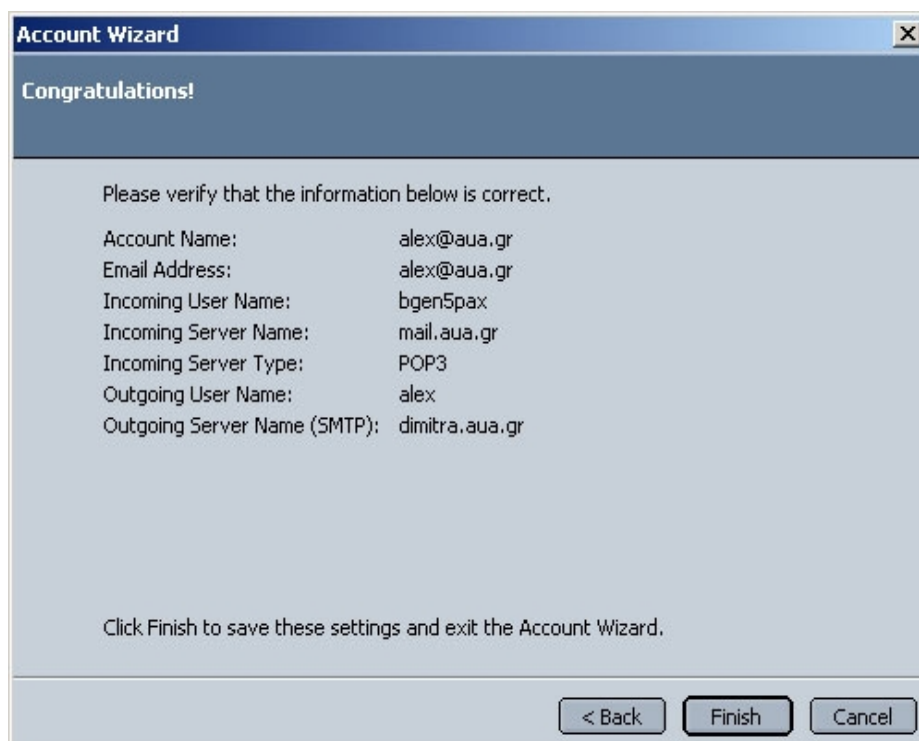 Account Wizard
Congratulations!
Please verify that the information below is correct.
Account Name: alex@aua.gr
Email Address: alex@aua.gr
Incoming User Name: bgen5pax
Incoming Server Name: mail.aua.gr
Incoming Server Type: POP3
Outgoing User Name: alex
Outgoing Server Name (SMTP): dimitra.aua.gr
Click Finish to save these settings and exit the Account Wizard.
< Back Finish Cancel